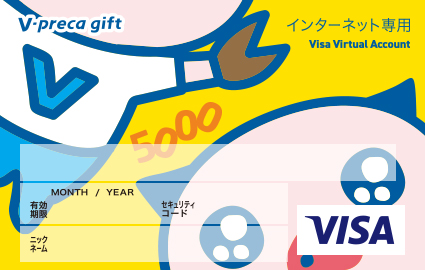 V-preca gift
インターネット専用
Visa Virtual Account
V
5000
MONTH / YEAR
有効
期限
セキュリティ
コード
ニック
ネーム
VISA